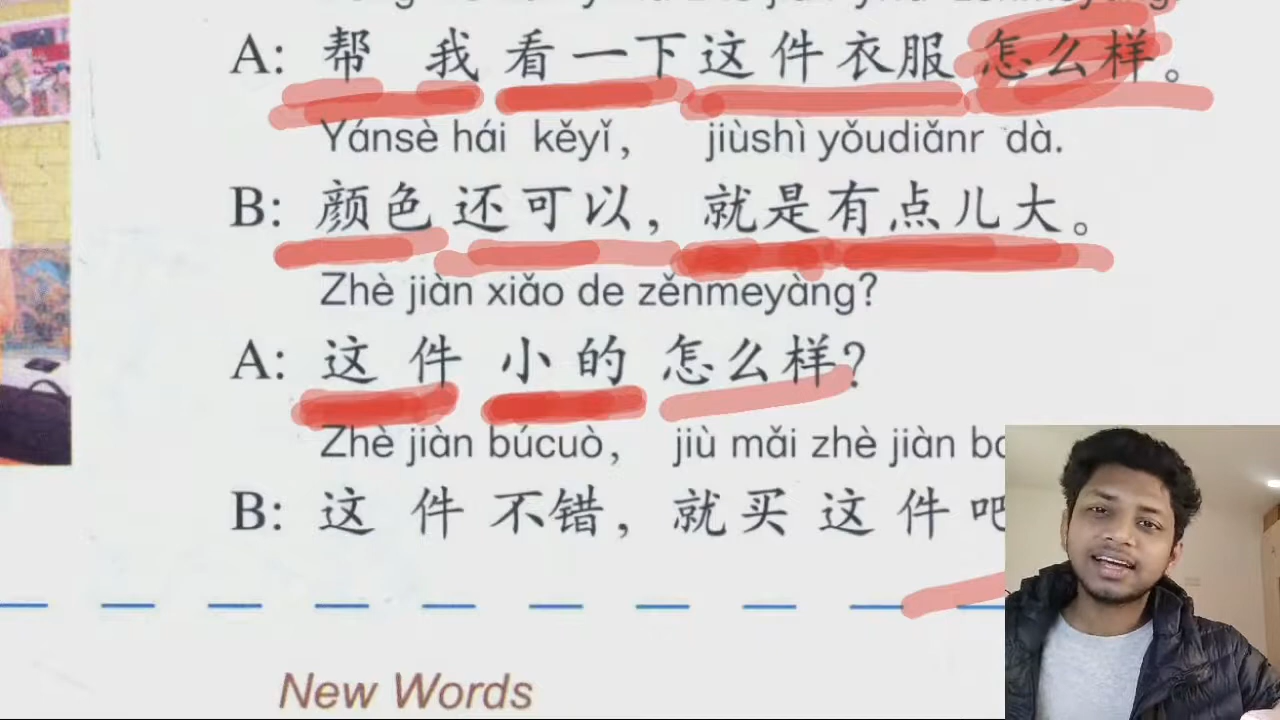 A: 帮 我 看 一 下 这 件 衣服 怎么样。
Yánsè hái kěyǐ, jiùshì yǒudiǎnr dà.
B: 颜色 还可以, 就是有点儿大。
Zhè jiàn xiǎo de zěnmeyàng?
A: 这 件 小 的 怎么样?
Zhè jiàn búcuò, jiù mǎi zhè jiàn
B: 这 件 不错, 就买 这 件 吧
New Words